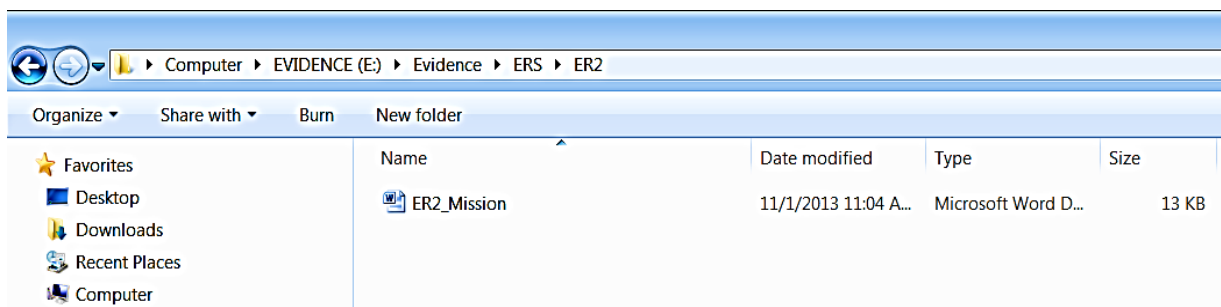 Computer EVIDENCE (E:) Evidence ERS ER2
Organize Share with Burn New folder
Favorites
Desktop
Downloads
Recent Places
Computer
Name Date modified Type Size
ER2_Mission 11/1/2013 11:04 A... Microsoft Word D... 13 KB